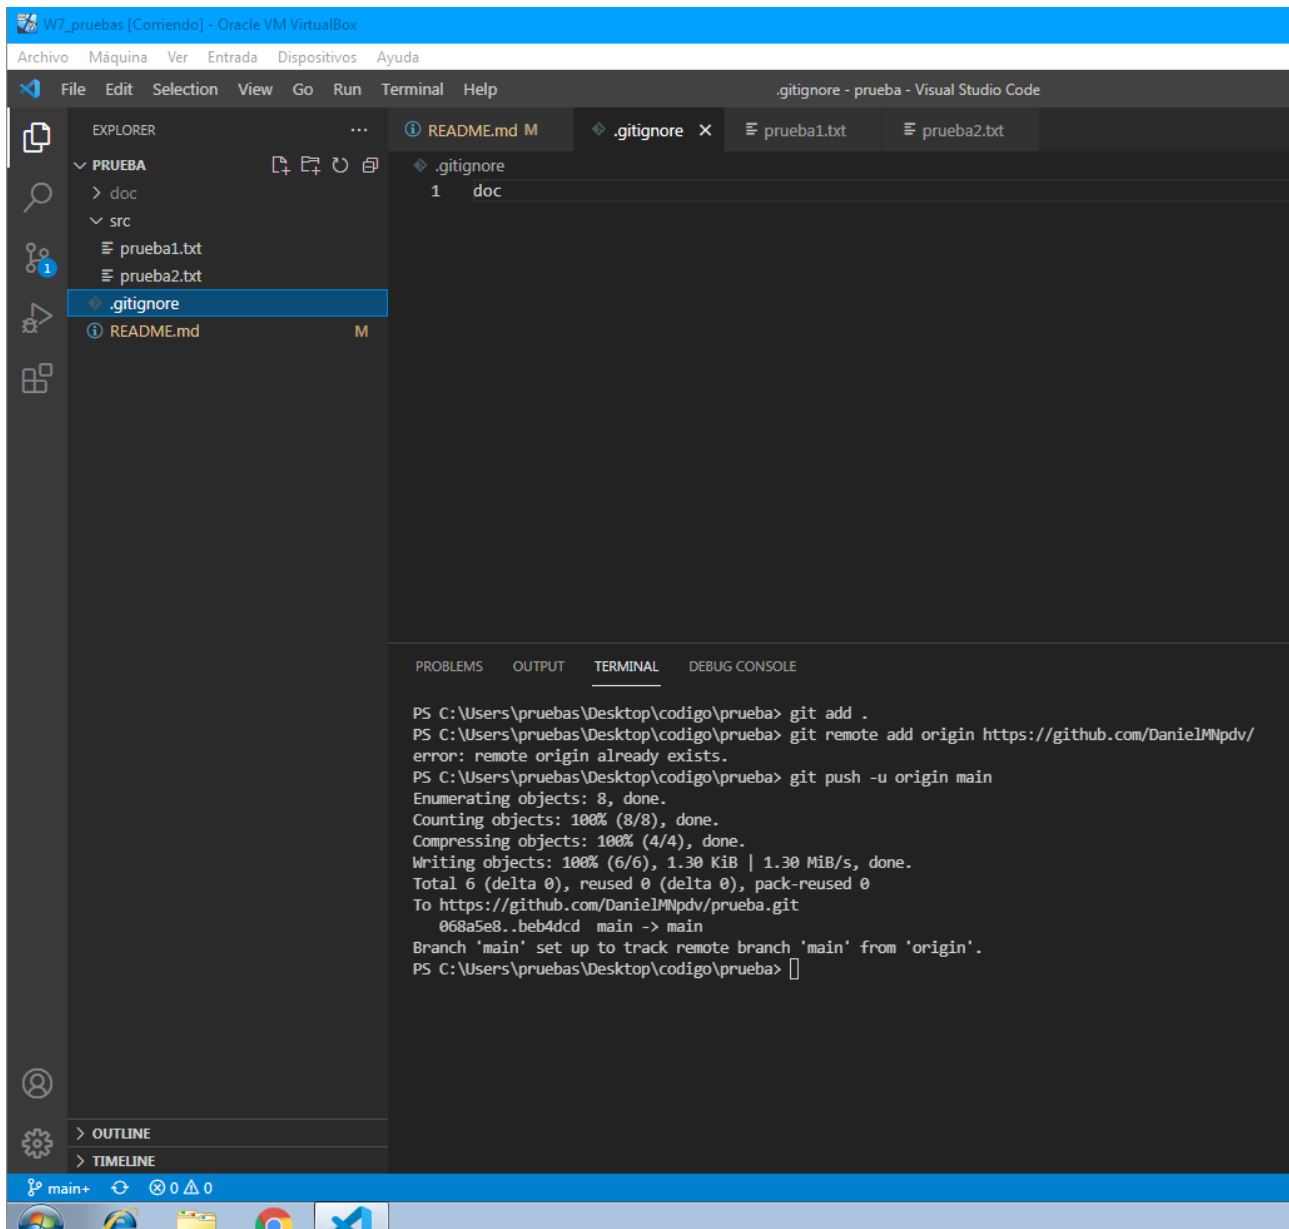 W7_pruebas [Corriendo] - Oracle VM VirtualBox
Archivo Máquina Ver Entrada Dispositivos Ayuda
File Edit Selection View Go Run Terminal Help .gitignore - prueba - Visual Studio Code
EXPLORER ...
README.md M .gitignore prueba1.txt prueba2.txt
PRUEBA
.gitignore
1 doc
doc
src
prueba1.txt
prueba2.txt
.gitignore
README.md M
1
PROBLEMS OUTPUT TERMINAL DEBUG CONSOLE
PS C:\Users\pruebas\Desktop\codigo\prueba> git add .
PS C:\Users\pruebas\Desktop\codigo\prueba> git remote add origin https://github.com/DanielMNpdv/
error: remote origin already exists.
PS C:\Users\pruebas\Desktop\codigo\prueba> git push -u origin main
Enumerating objects: 8, done.
Counting objects: 100% (8/8), done.
Compressing objects: 100% (4/4), done.
Writing objects: 100% (6/6), 1.30 KiB | 1.30 MiB/s, done.
Total 6 (delta 0), reused 0 (delta 0), pack-reused 0
To https://github.com/DanielMNpdv/prueba.git
   068a5e8..beb4dcd  main -> main
Branch 'main' set up to track remote branch 'main' from 'origin'.
PS C:\Users\pruebas\Desktop\codigo\prueba>
OUTLINE
TIMELINE
main+ 0 0